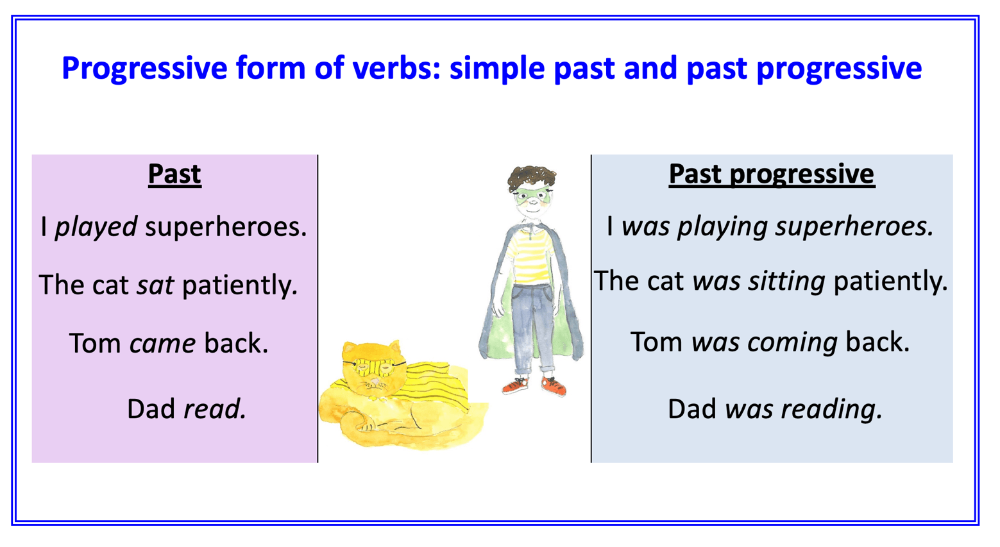 Progressive form of verbs: simple past and past progressive
Past
I played superheroes.
The cat sat patiently.
Tom came back.
Dad read.
Past progressive
I was playing superheroes.
The cat was sitting patiently.
Tom was coming back.
Dad was reading.